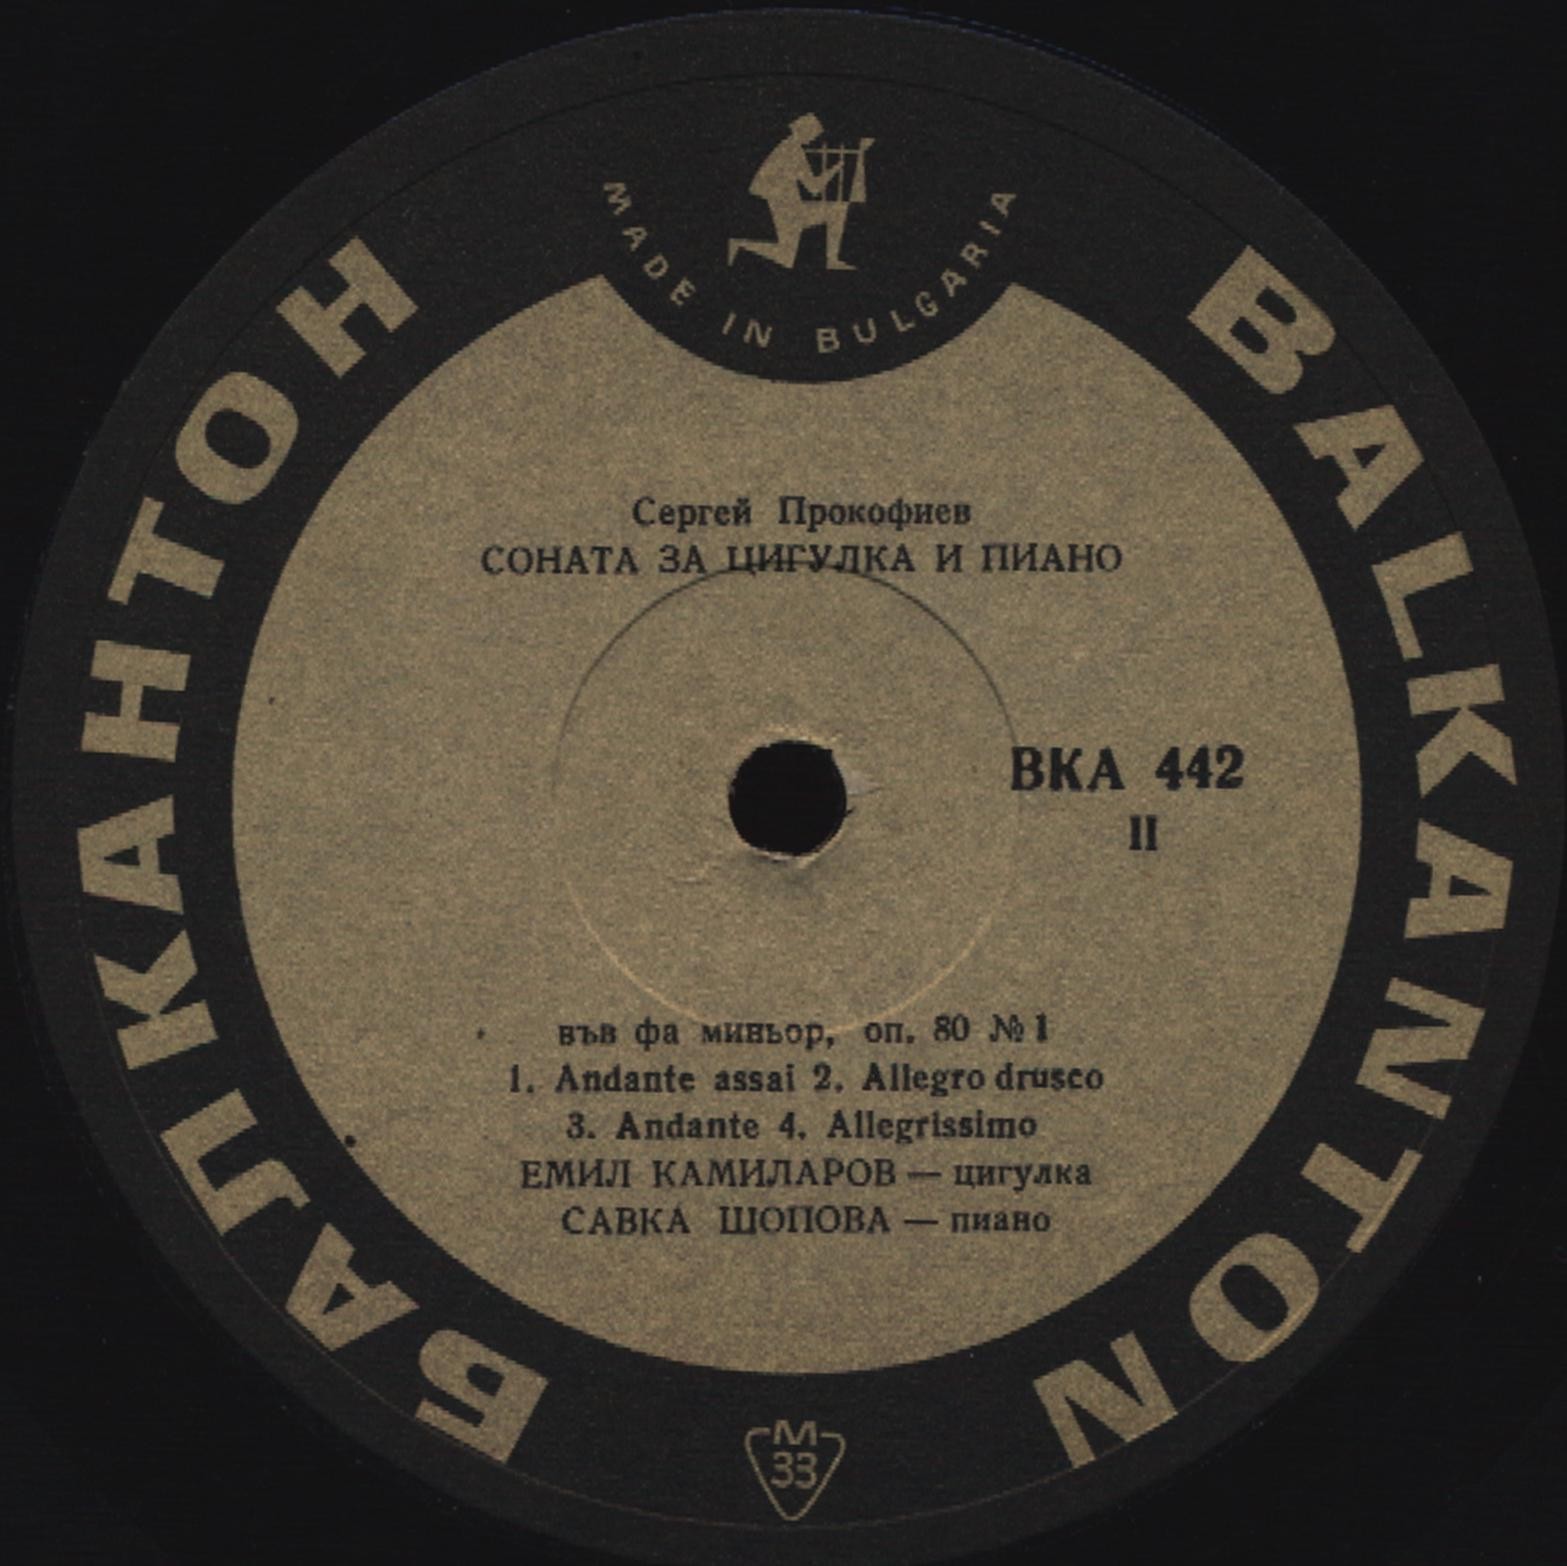 MADE IN BULGARIA
БАЛКАНТОН
BALKANTON
Сергей Прокофиев
СОНАТА ЗА ЦИГУЛКА И ПИАНО
ВКА 442
II
във фа миньор, оп. 80 №1
1. Andante assai 2. Allegro drusco
3. Andante 4. Allegrissimo
ЕМИЛ КАМИЛАРОВ — цигулка
САВКА ШОПОВА — пиано
M
33